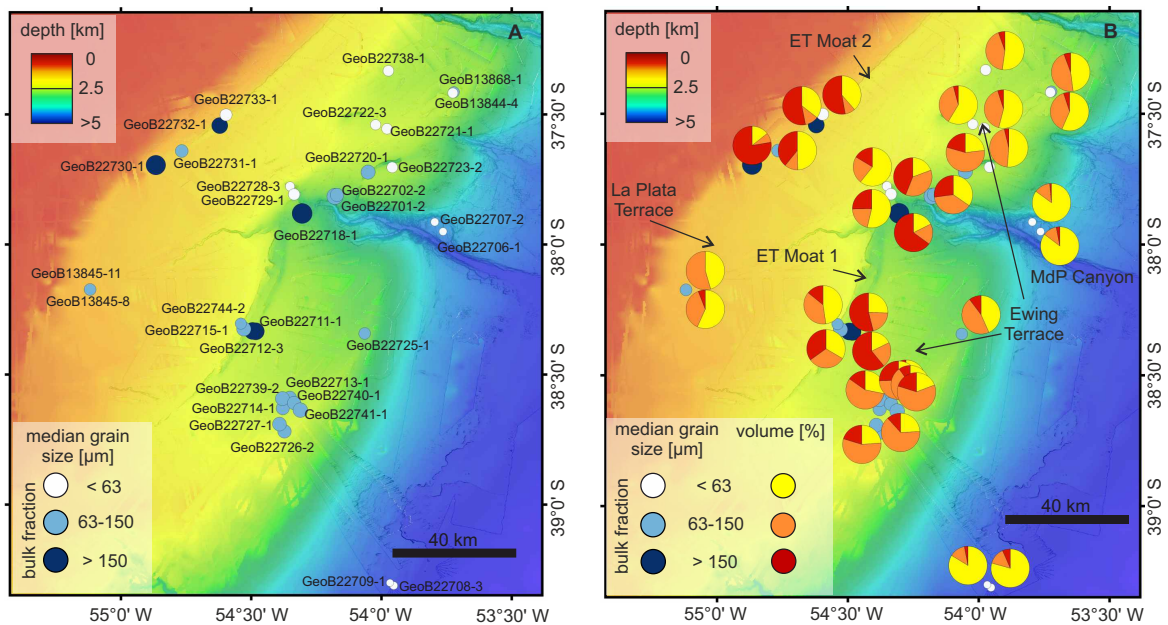 depth [km]
0
2.5
>5
A
GeoB22738-1
GeoB13868-1
GeoB13844-4
GeoB22733-1
GeoB22732-1
GeoB22722-3
GeoB22721-1
GeoB22731-1
GeoB22730-1
GeoB22720-1
GeoB22723-2
GeoB22728-3
GeoB22729-1
GeoB22702-2
GeoB22701-2
GeoB22707-2
GeoB22718-1
GeoB22706-1
GeoB13845-11
GeoB13845-8
GeoB22744-2
GeoB22711-1
GeoB22715-1
GeoB22712-3
GeoB22725-1
GeoB22739-2
GeoB22713-1
GeoB22740-1
GeoB22714-1
GeoB22741-1
GeoB22727-1
GeoB22726-2
median grain
size [µm]
bulk fraction
< 63
63-150
> 150
40 km
GeoB22709-1
GeoB22708-3
55°0' W
54°30' W
54°0' W
53°30' W
37°30' S
38°0' S
38°30' S
39°0' S
depth [km]
0
2.5
>5
B
ET Moat 2
La Plata
Terrace
ET Moat 1
MdP Canyon
Ewing
Terrace
median grain
size [µm]
volume [%]
bulk fraction
< 63
63-150
> 150
40 km
55°0' W
54°30' W
54°0' W
53°30' W
37°30' S
38°0' S
38°30' S
39°0' S